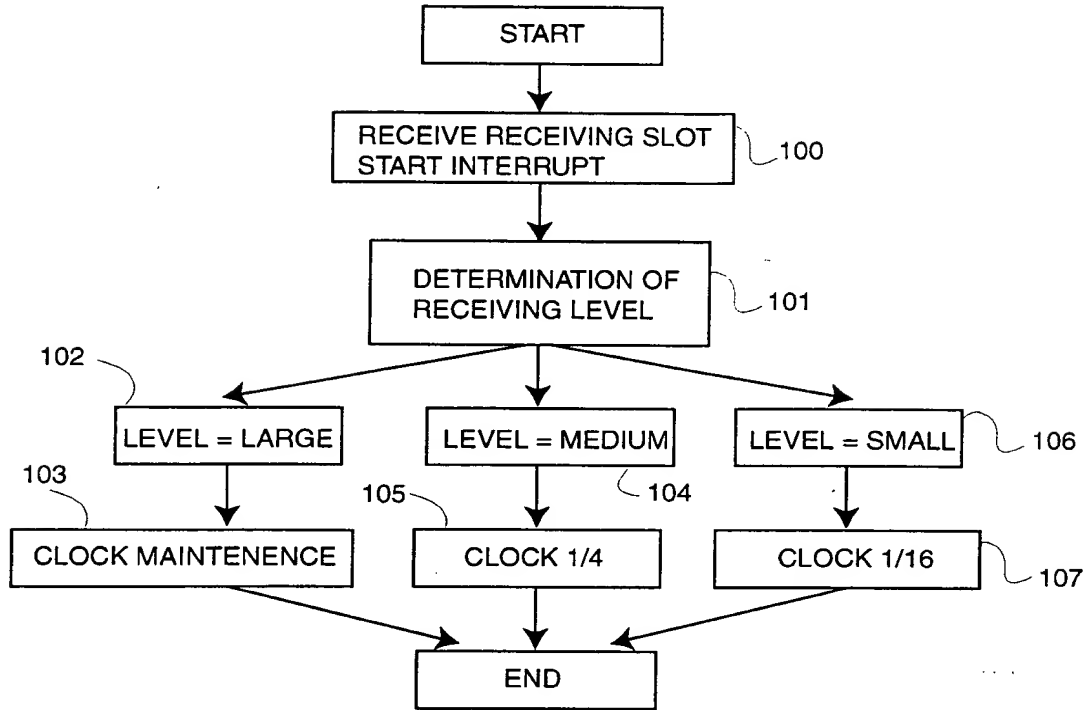 START
RECEIVE RECEIVING SLOT
START INTERRUPT
100
DETERMINATION OF
RECEIVING LEVEL
101
102
LEVEL = LARGE
LEVEL = MEDIUM
104
LEVEL = SMALL
106
103
CLOCK MAINTENENCE
105
CLOCK 1/4
CLOCK 1/16
107
END